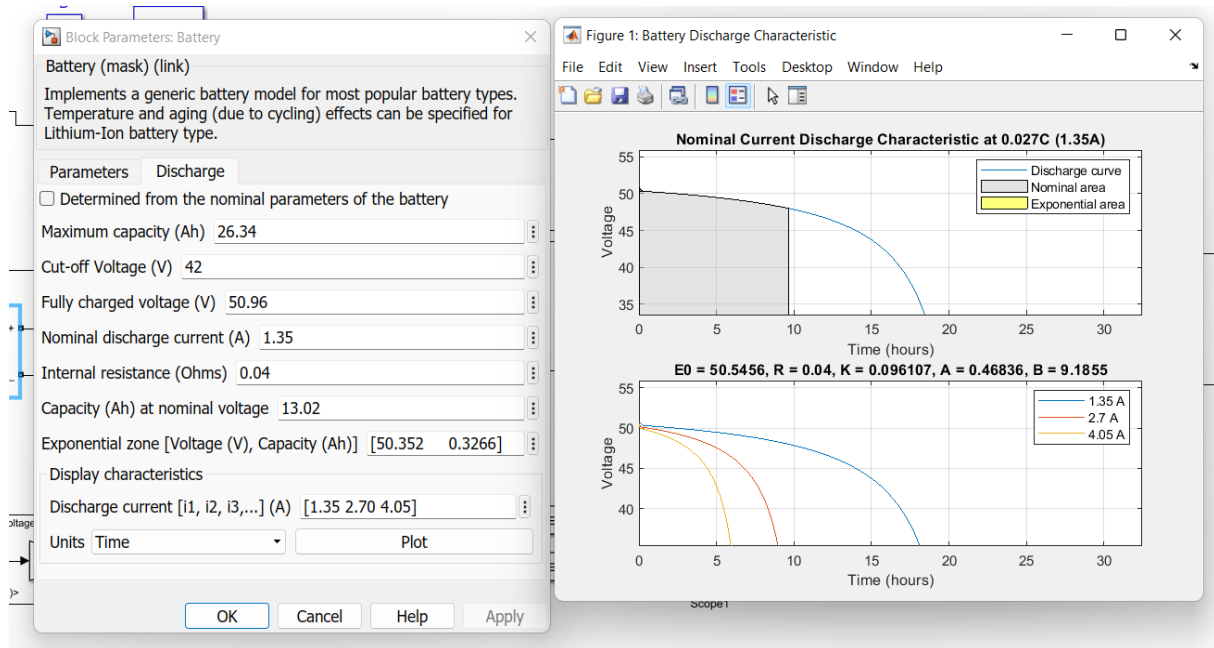 Block Parameters: Battery
Battery (mask) (link)
Implements a generic battery model for most popular battery types.
Temperature and aging (due to cycling) effects can be specified for
Lithium-Ion battery type.
Parameters Discharge
Determined from the nominal parameters of the battery
Maximum capacity (Ah) 26.34
Cut-off Voltage (V) 42
Fully charged voltage (V) 50.96
Nominal discharge current (A) 1.35
Internal resistance (Ohms) 0.04
Capacity (Ah) at nominal voltage 13.02
Exponential zone [Voltage (V), Capacity (Ah)] [50.352 0.3266]
Display characteristics
Discharge current [i1, i2, i3,...] (A) [1.35 2.70 4.05]
Units Time Plot
OK Cancel Help Apply
Figure 1: Battery Discharge Characteristic
File Edit View Insert Tools Desktop Window Help
Nominal Current Discharge Characteristic at 0.027C (1.35A)
55
50
45
40
35
Voltage
Discharge curve
Nominal area
Exponential area
0 5 10 15 20 25 30
Time (hours)
E0 = 50.5456, R = 0.04, K = 0.096107, A = 0.46836, B = 9.1855
55
50
45
40
Voltage
1.35 A
2.7 A
4.05 A
0 5 10 15 20 25 30
Time (hours)
Scope1